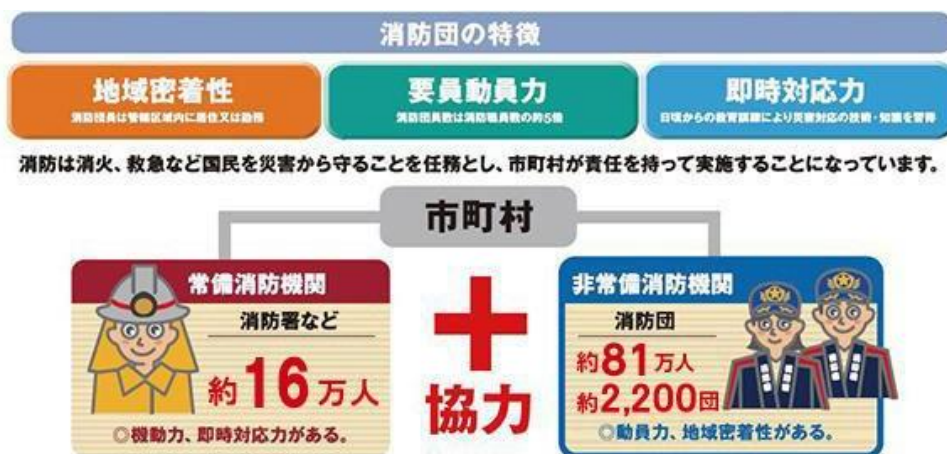 消防団の特徴
地域密着性
消防団員は管轄区域内に居住又は勤務
要員動員力
消防団員数は消防職員数の約5倍
即時対応力
日頃からの教育訓練により災害対応の技術・知識を習得
消防は消火、救急など国民を災害から守ることを任務とし、市町村が責任を持って実施することになっています。
市町村
常備消防機関
消防署など
約16万人
◎機動力、即時対応力がある。
+
協力
非常備消防機関
消防団
約81万人
約2,200団
◎動員力、地域密着性がある。